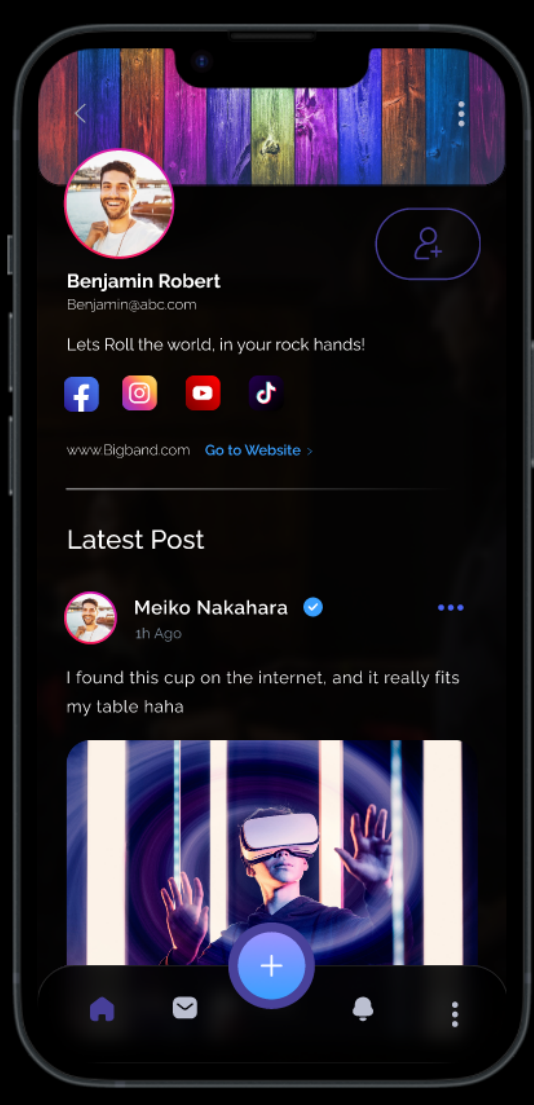 Benjamin Robert
Benjamin@abc.com
Lets Roll the world, in your rock hands!
www.Bigband.com Go to Website >
Latest Post
Meiko Nakahara
1h Ago
I found this cup on the internet, and it really fits
my table haha